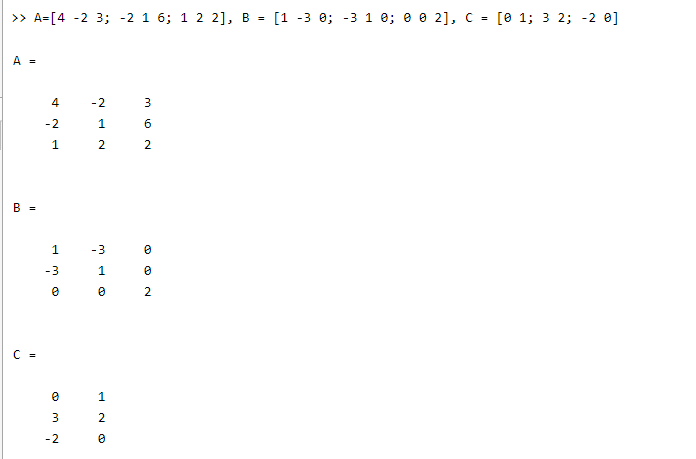 >> A=[4 -2 3; -2 1 6; 1 2 2], B = [1 -3 0; -3 1 0; 0 0 2], C = [0 1; 3 2; -2 0]
A =
4 -2 3
-2 1 6
1 2 2
B =
1 -3 0
-3 1 0
0 0 2
C =
0 1
3 2
-2 0